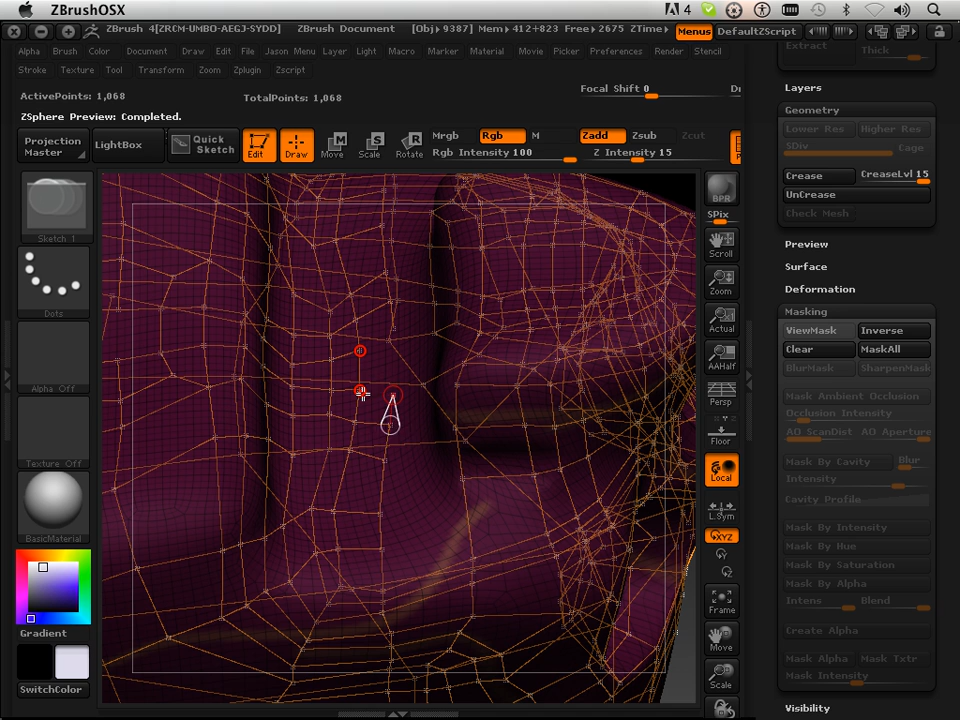 ZBrushOSX
4
ZBrush 4[ZRCM-UMBO-AEGJ-SYDD] ZBrush Document [Obj▸ 9387] Mem▸412+823 Free▸2675 ZTime▸ Menus DefaultZScript
Alpha Brush Color Document Draw Edit File Jason Menu Layer Light Macro Marker Material Movie Picker Preferences Render Stencil
Stroke Texture Tool Transform Zoom Zplugin Zscript
Extract Thick
ActivePoints: 1,068 TotalPoints: 1,068
Focal Shift 0
ZSphere Preview: Completed.
Projection Master
LightBox
Quick Sketch
Edit
Draw
Move
Scale
Rotate
Mrgb Rgb M
Rgb Intensity 100
Zadd Zsub Zcut
Z Intensity 15
Sketch 1
Dots
Alpha Off
Texture Off
BasicMaterial
Gradient
SwitchColor
BPR
SPix
Scroll
Zoom
Actual
AAHalf
Persp
Floor
Local
L.Sym
XYZ
Y
Z
Frame
Move
Scale
Layers
Geometry
Lower Res Higher Res
SDiv Cage
Crease CreaseLvl 15
UnCrease
Check Mesh
Preview
Surface
Deformation
Masking
ViewMask Inverse
Clear MaskAll
BlurMask SharpenMask
Mask Ambient Occlusion
Occlusion Intensity
AO ScanDist AO Aperture
Mask By Cavity Blur
Intensity
Cavity Profile
Mask By Intensity
Mask By Hue
Mask By Saturation
Mask By Alpha
Intens Blend
Create Alpha
Mask Alpha Mask Txtr
Mask Intensity
Visibility